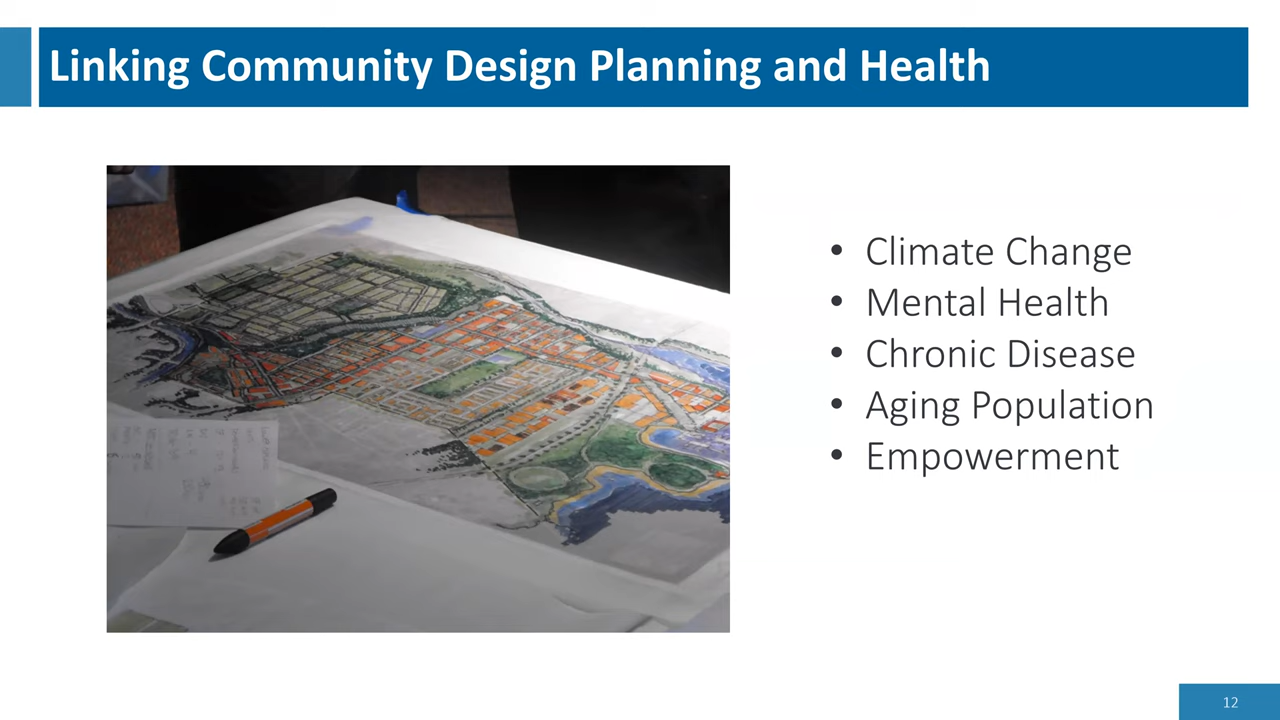 Linking Community Design Planning and Health
• Climate Change
• Mental Health
• Chronic Disease
• Aging Population
• Empowerment
12